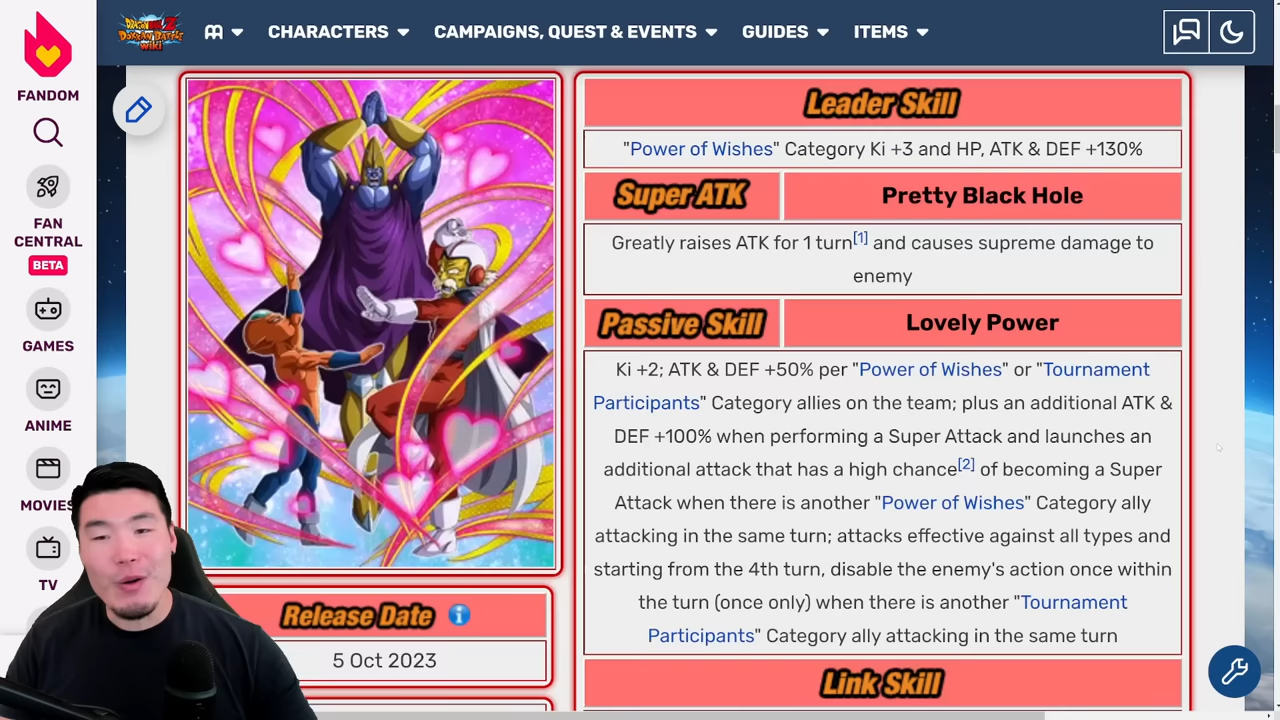 DRAGON BALL Z
DOKKAN BATTLE
WIKI
CHARACTERS
CAMPAIGNS, QUEST & EVENTS
GUIDES
ITEMS
FANDOM
FAN
CENTRAL
BETA
GAMES
ANIME
MOVIES
TV
Leader Skill
"Power of Wishes" Category Ki +3 and HP, ATK & DEF +130%
Super ATK
Pretty Black Hole
Greatly raises ATK for 1 turn[1] and causes supreme damage to
enemy
Passive Skill
Lovely Power
Ki +2; ATK & DEF +50% per "Power of Wishes" or "Tournament
Participants" Category allies on the team; plus an additional ATK &
DEF +100% when performing a Super Attack and launches an
additional attack that has a high chance[2] of becoming a Super
Attack when there is another "Power of Wishes" Category ally
attacking in the same turn; attacks effective against all types and
starting from the 4th turn, disable the enemy's action once within
the turn (once only) when there is another "Tournament
Participants" Category ally attacking in the same turn
Link Skill
Release Date
5 Oct 2023